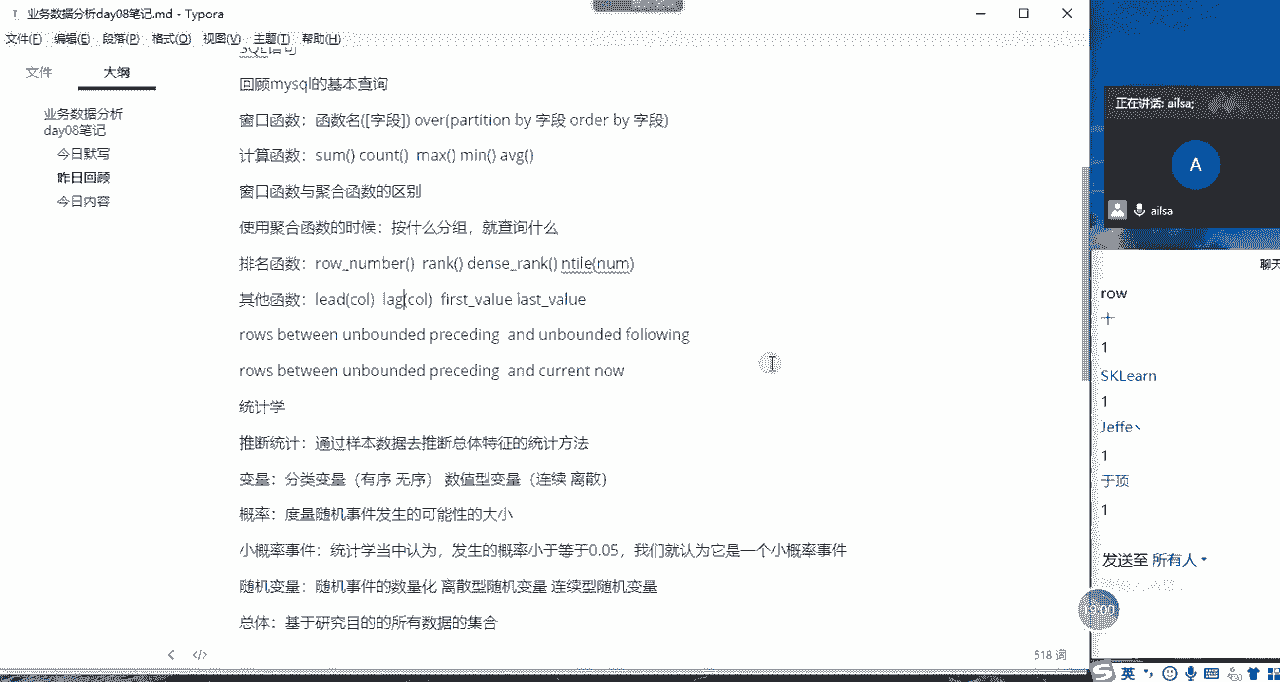 业务数据分析day08笔记.md - Typora
文件(F) 编辑(E) 段落(P) 格式(O) 视图(V) 主题(T) 帮助(H)
文件 大纲
业务数据分析
day08笔记
今日默写
昨日回顾
今日内容
SQL语句
回顾mysql的基本查询
窗口函数：函数名([字段]) over(partition by 字段 order by 字段)
计算函数：sum() count() max() min() avg()
窗口函数与聚合函数的区别
使用聚合函数的时候：按什么分组，就查询什么
排名函数：row_number() rank() dense_rank() ntile(num)
其他函数：lead(col) lag(col) first_value last_value
rows between unbounded preceding and unbounded following
rows between unbounded preceding and current now
统计学
推断统计：通过样本数据去推断总体特征的统计方法
变量：分类变量（有序 无序） 数值型变量（连续 离散）
概率：度量随机事件发生的可能性的大小
小概率事件：统计学当中认为，发生的概率小于等于0.05，我们就认为它是一个小概率事件
随机变量：随机事件的数量化 离散型随机变量 连续型随机变量
总体：基于研究目的的所有数据的集合
518 词
正在讲话: ailsa;
A
ailsa
聊天
row
十
1
SKLearn
1
Jeffe丶
1
于顶
1
发送至 所有人
19:00
英